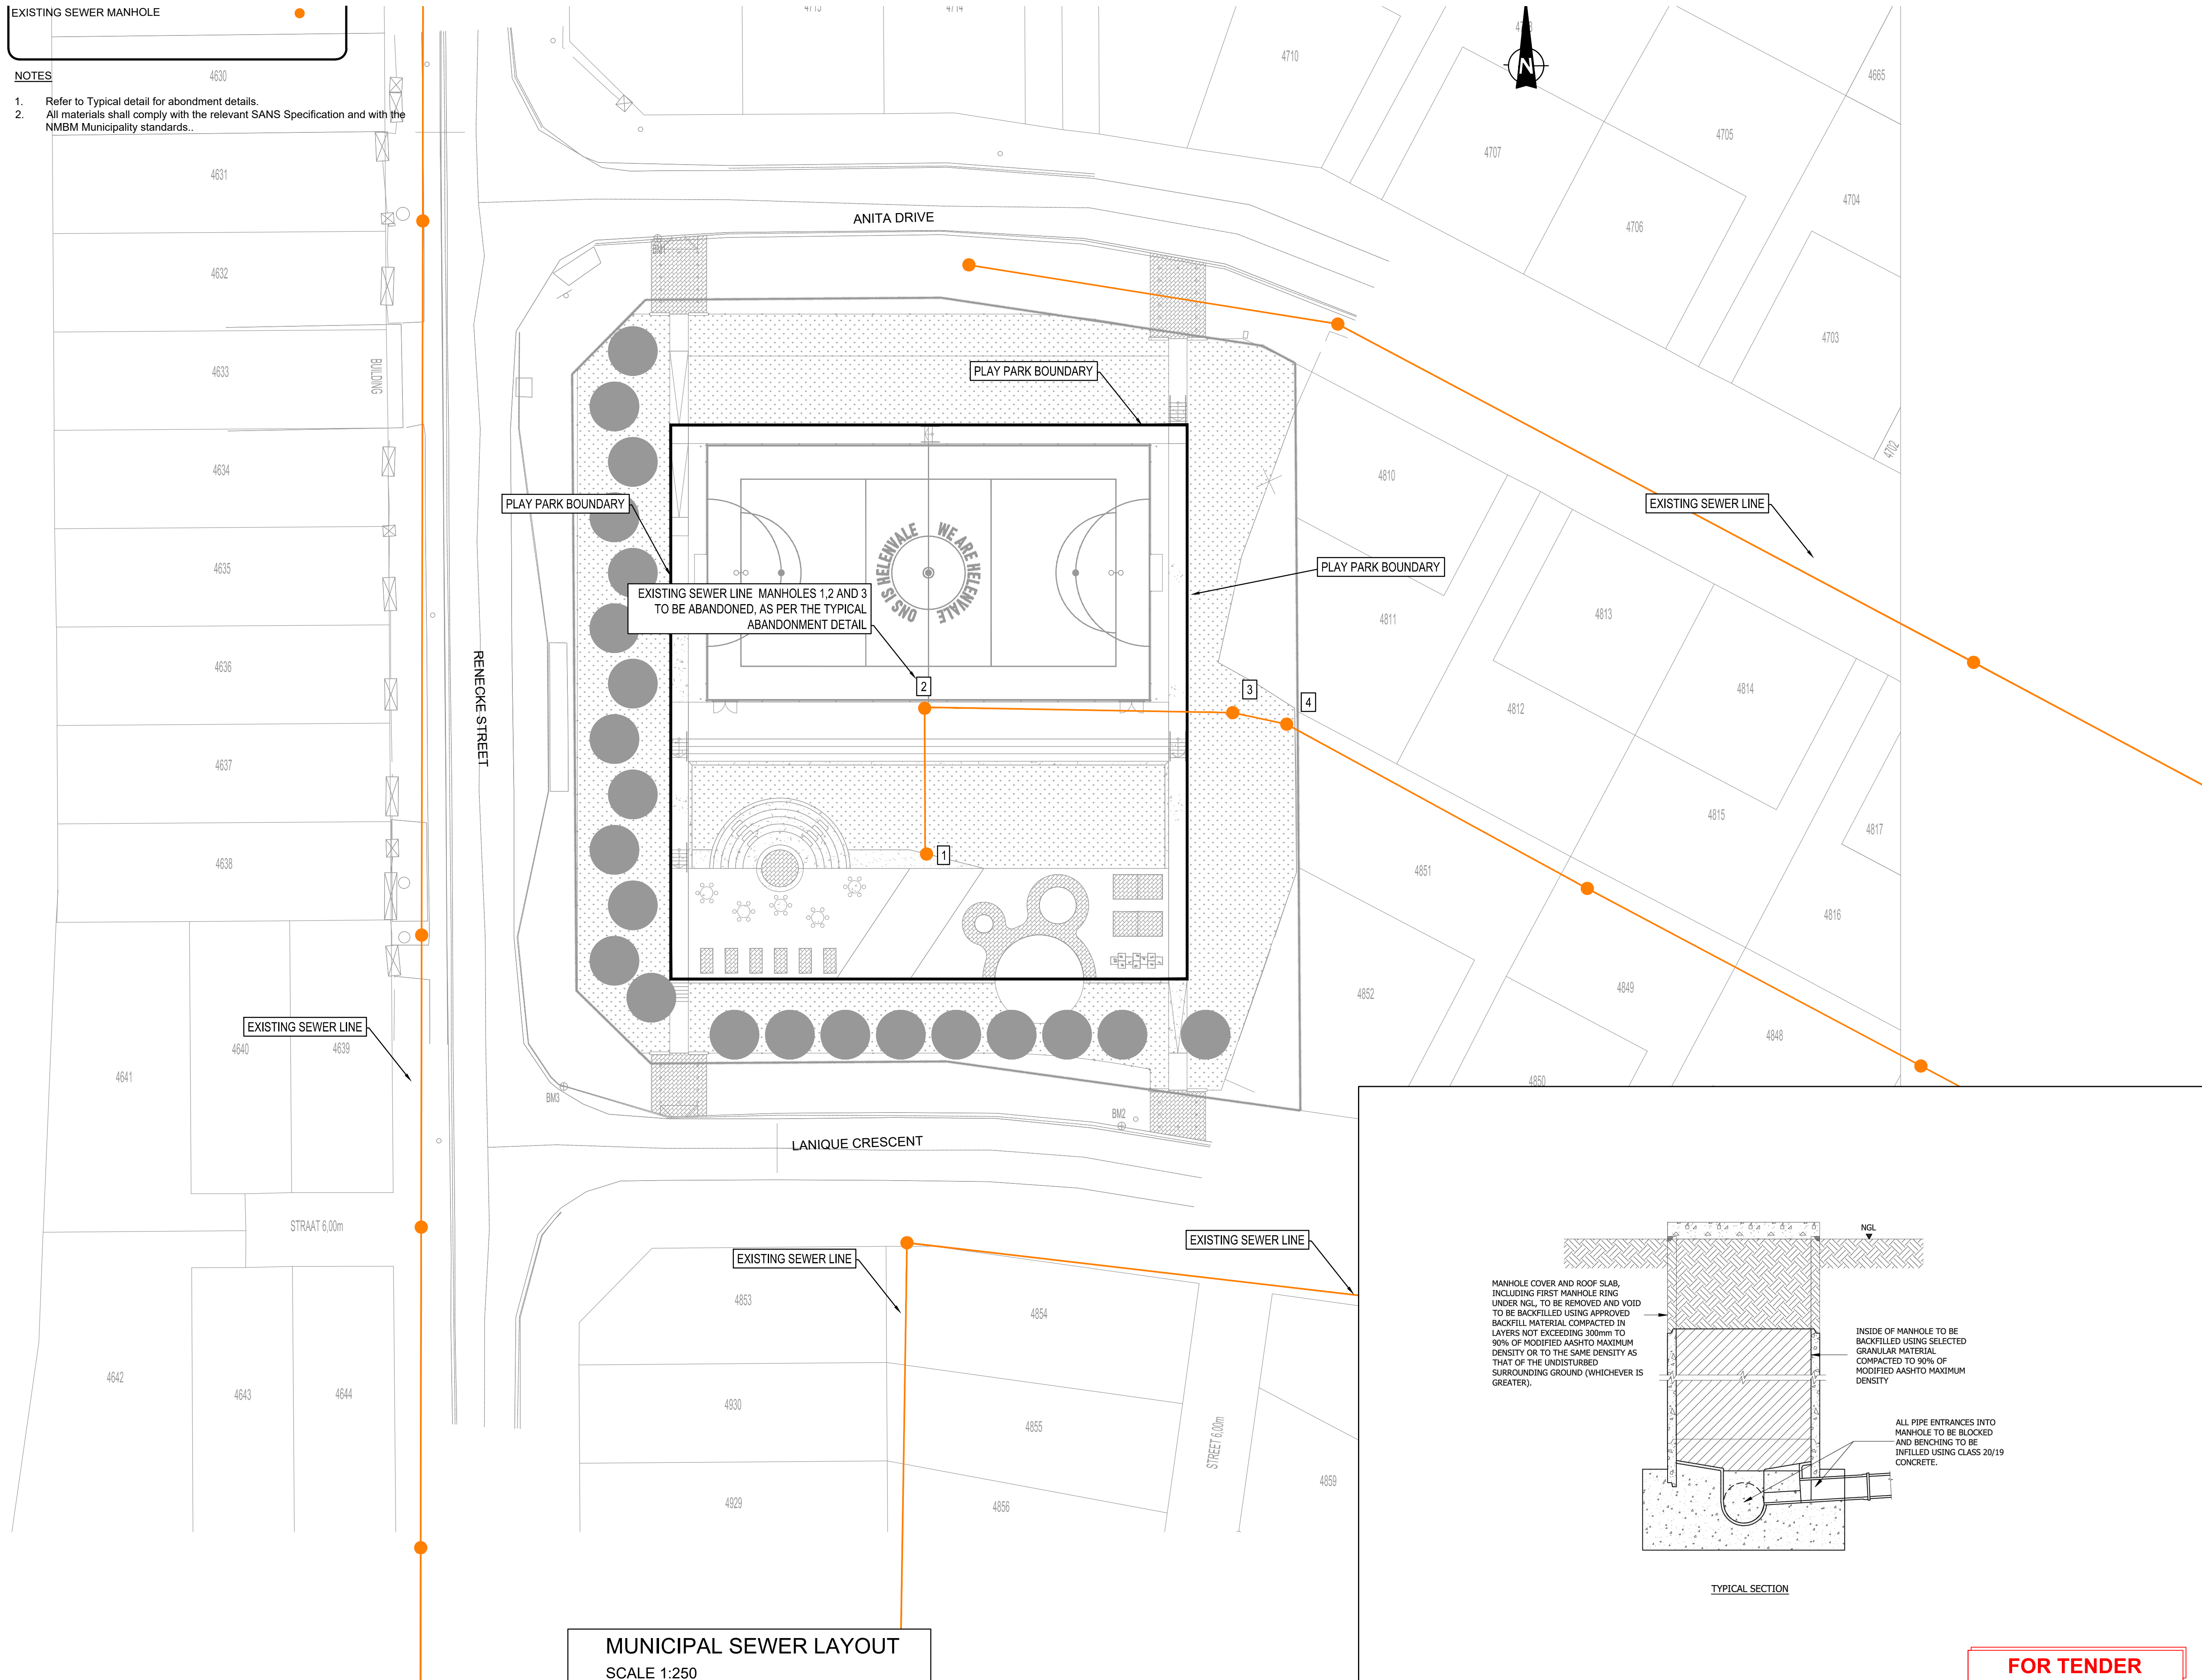 EXISTING SEWER MANHOLE
NOTES
1. Refer to Typical detail for abondment details.
2. All materials shall comply with the relevant SANS Specification and with the
NMBM Municipality standards..
4714
4710
N
4665
4630
4631
4632
4633
4634
4635
4636
4637
4638
4640
4639
4641
4642
4643
4644
BUILDING
STRAAT 6,00m
RENECKE STREET
ANITA DRIVE
4707
4705
4706
4704
4703
4702
PLAY PARK BOUNDARY
PLAY PARK BOUNDARY
PLAY PARK BOUNDARY
EXISTING SEWER LINE
ONS IS HELENVALE
WE ARE HELENVALE
EXISTING SEWER LINE MANHOLES 1,2 AND 3
TO BE ABANDONED, AS PER THE TYPICAL
ABANDONMENT DETAIL
2
3
4
1
4810
4811
4813
4814
4812
4815
4817
4851
4816
4852
4849
4848
4850
BM3
BM2
LANIQUE CRESCENT
EXISTING SEWER LINE
EXISTING SEWER LINE
EXISTING SEWER LINE
4853
4854
4930
4855
4929
4856
STREET 6,00m
4859
NGL
MANHOLE COVER AND ROOF SLAB,
INCLUDING FIRST MANHOLE RING
UNDER NGL, TO BE REMOVED AND VOID
TO BE BACKFILLED USING APPROVED
BACKFILL MATERIAL COMPACTED IN
LAYERS NOT EXCEEDING 300mm TO
90% OF MODIFIED AASHTO MAXIMUM
DENSITY OR TO THE SAME DENSITY AS
THAT OF THE UNDISTURBED
SURROUNDING GROUND (WHICHEVER IS
GREATER).
INSIDE OF MANHOLE TO BE
BACKFILLED USING SELECTED
GRANULAR MATERIAL
COMPACTED TO 90% OF
MODIFIED AASHTO MAXIMUM
DENSITY
ALL PIPE ENTRANCES INTO
MANHOLE TO BE BLOCKED
AND BENCHING TO BE
INFILLED USING CLASS 20/19
CONCRETE.
TYPICAL SECTION
MUNICIPAL SEWER LAYOUT
SCALE 1:250
FOR TENDER